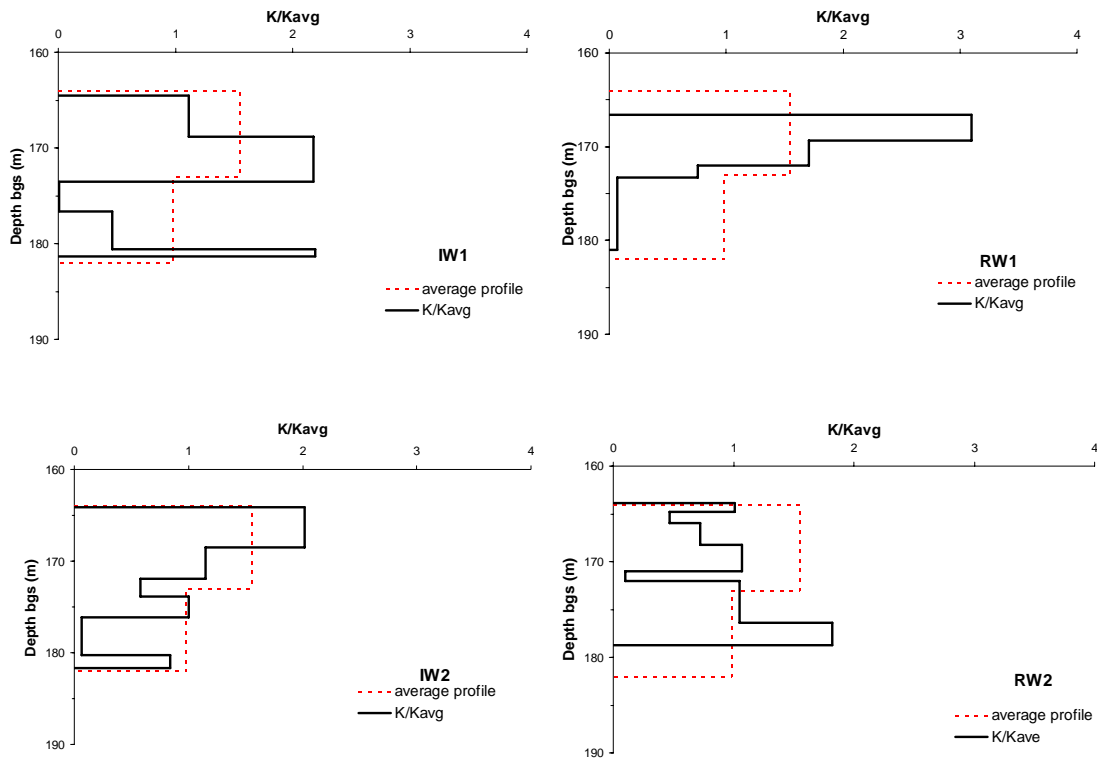 K/Kavg
0 1 2 3 4
160
170
180
190
Depth bgs (m)
IW1
average profile
K/Kavg
K/Kavg
0 1 2 3 4
160
170
180
190
Depth bgs (m)
RW1
average profile
K/Kavg
K/Kavg
0 1 2 3 4
160
170
180
190
Depth bgs (m)
IW2
average profile
K/Kavg
K/Kavg
0 1 2 3 4
160
170
180
190
Depth bgs (m)
RW2
average profile
K/Kave